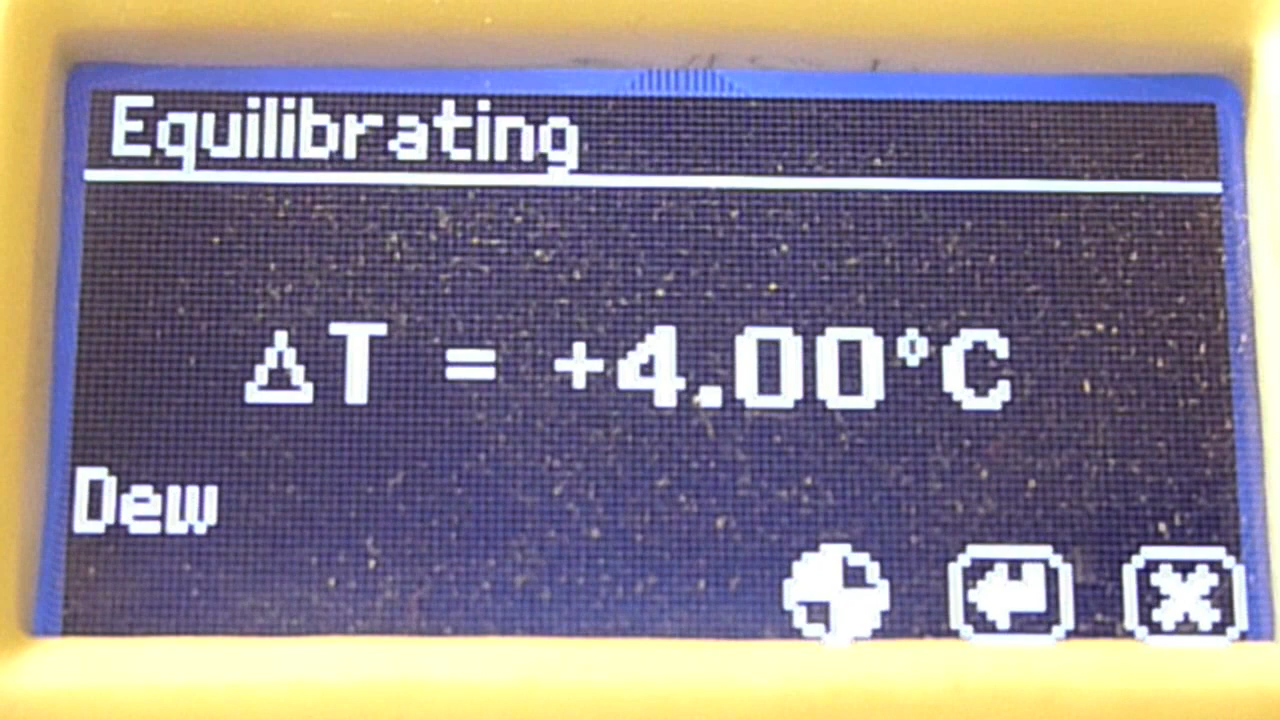 Equilibrating
ΔT = +4.00°C
Dew